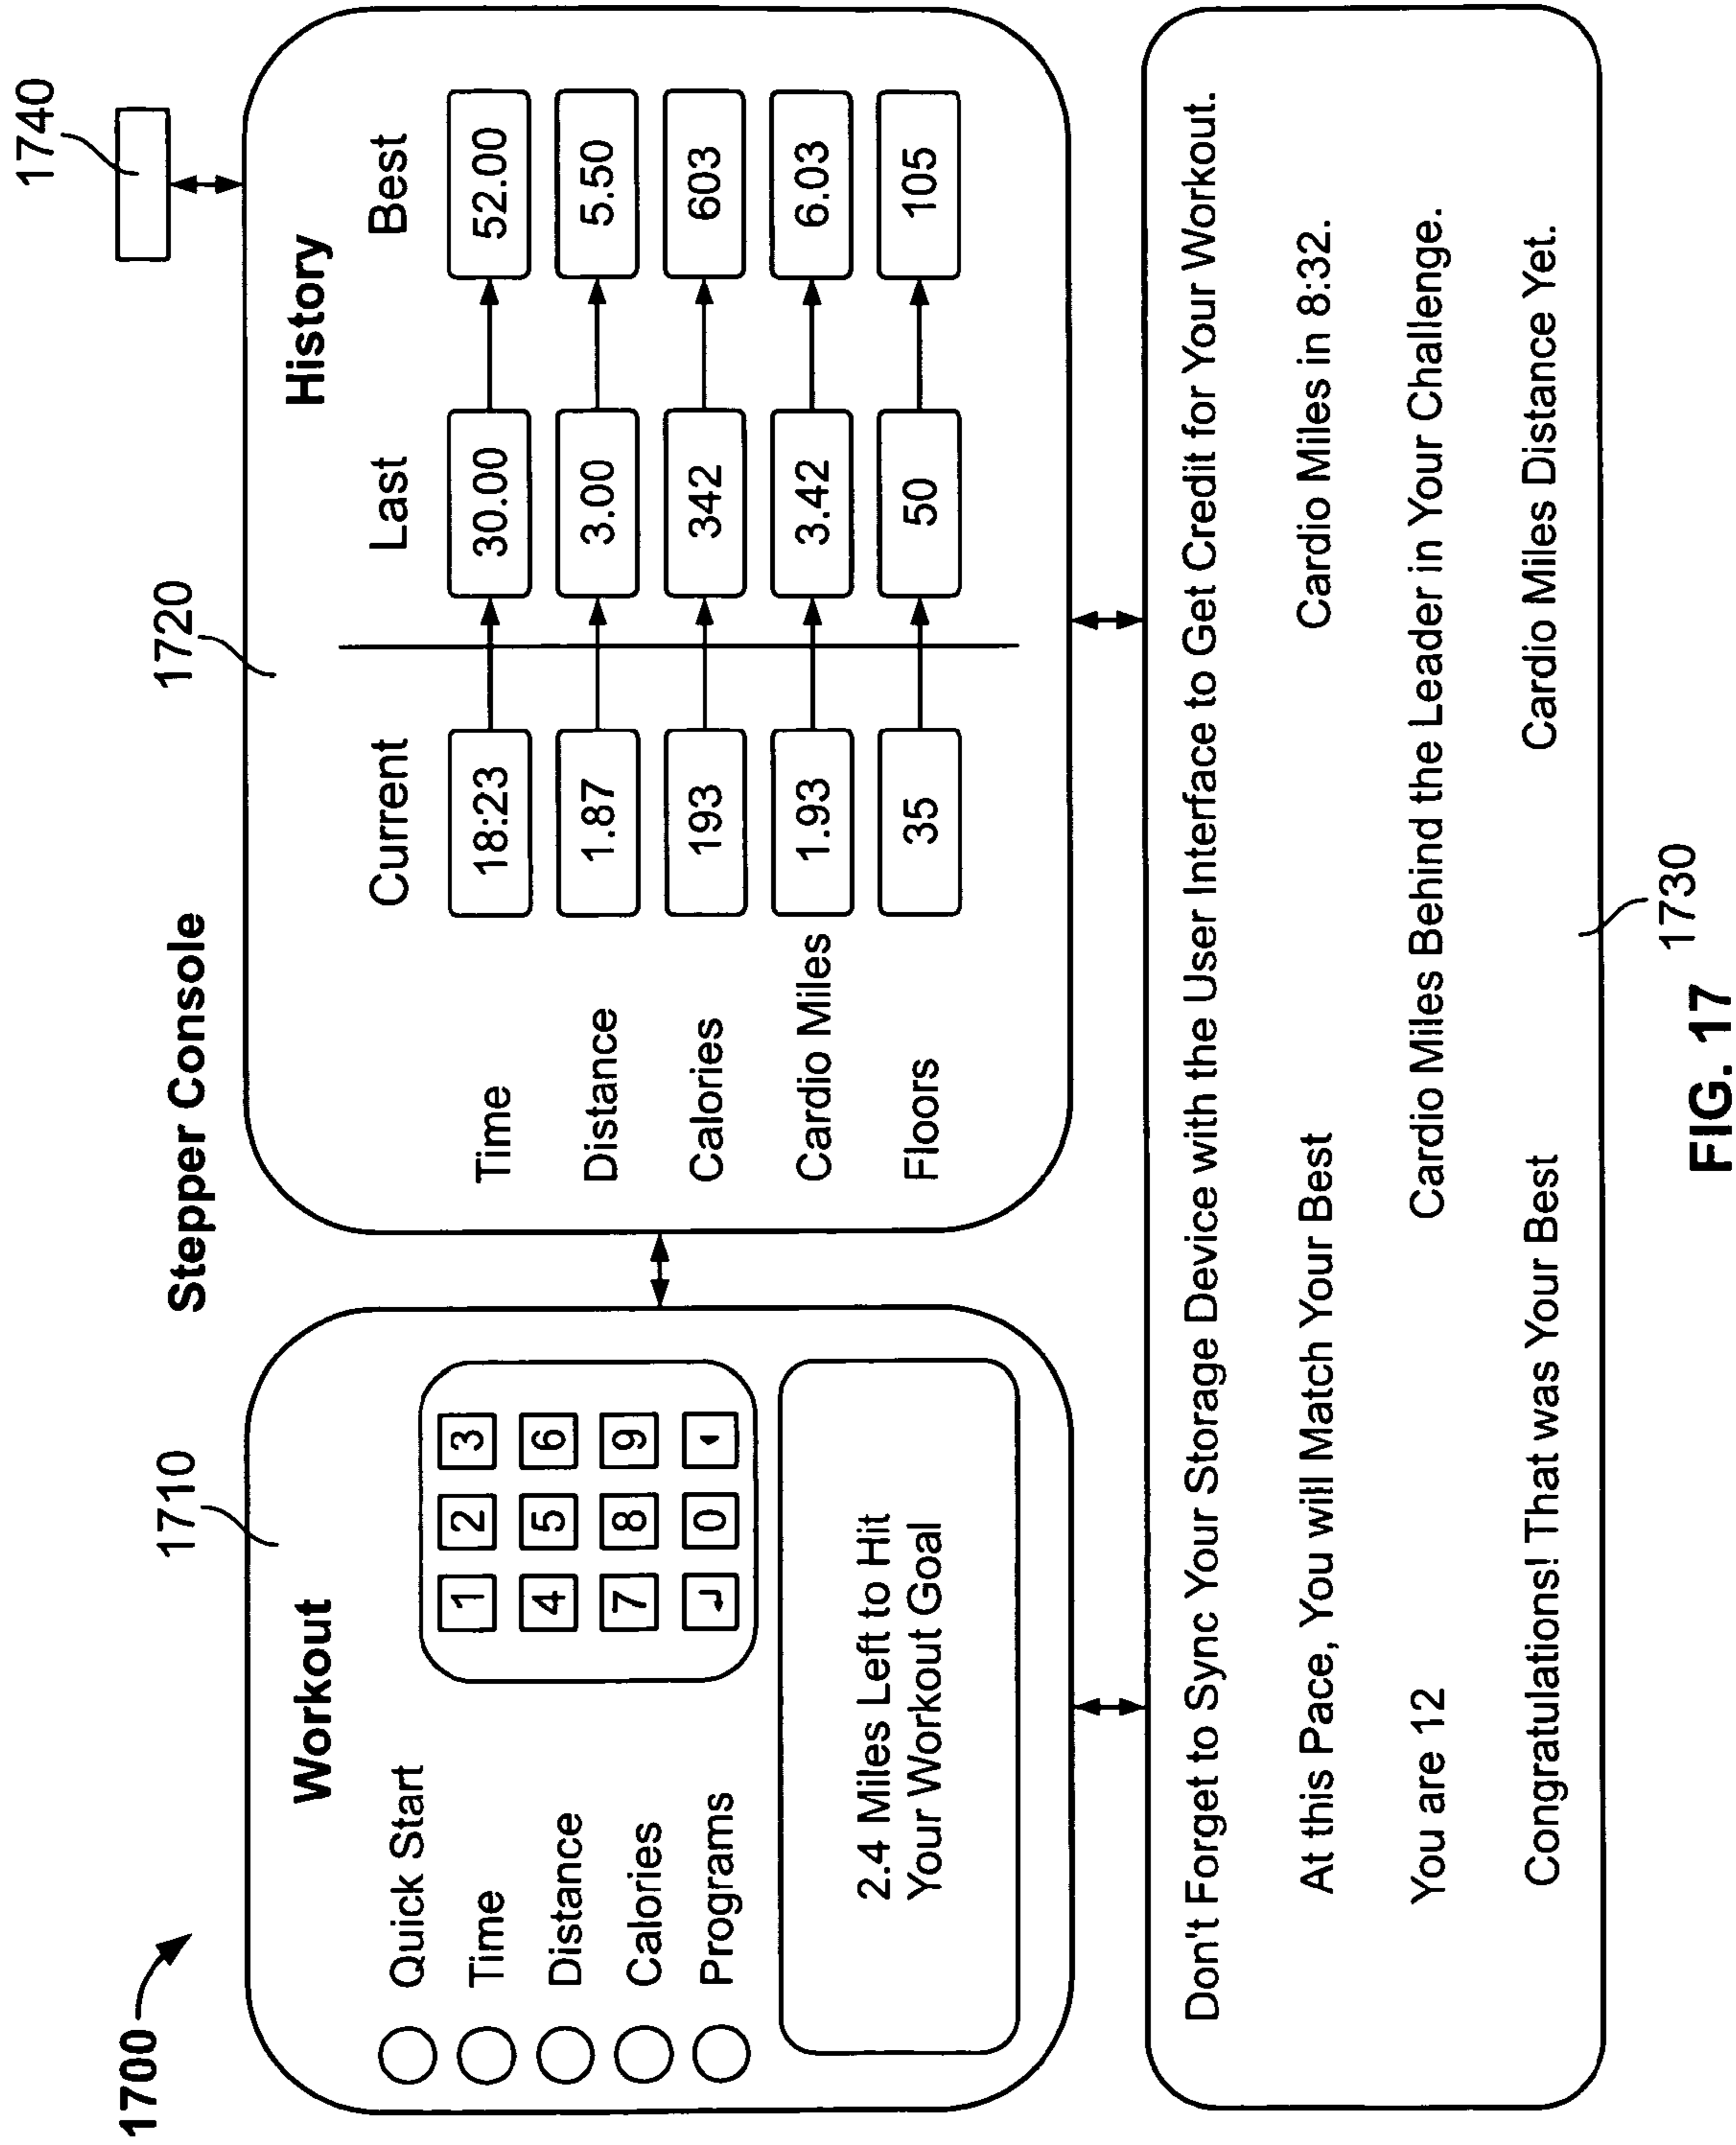 Stepper Console
1700
1710
1720
1740
Workout
Quick Start
Time
Distance
Calories
Programs
1 2 3
4 5 6
7 8 9
0
2.4 Miles Left to Hit
Your Workout Goal
History
Current Last Best
Time 18:23 30.00 52.00
Distance 1.87 3.00 5.50
Calories 193 342 603
Cardio Miles 1.93 3.42 6.03
Floors 35 50 105
Don't Forget to Sync Your Storage Device with the User Interface to Get Credit for Your Workout.
At this Pace, You will Match Your Best Cardio Miles in 8:32.
You are 12 Cardio Miles Behind the Leader in Your Challenge.
Congratulations! That was Your Best Cardio Miles Distance Yet.
1730
FIG. 17